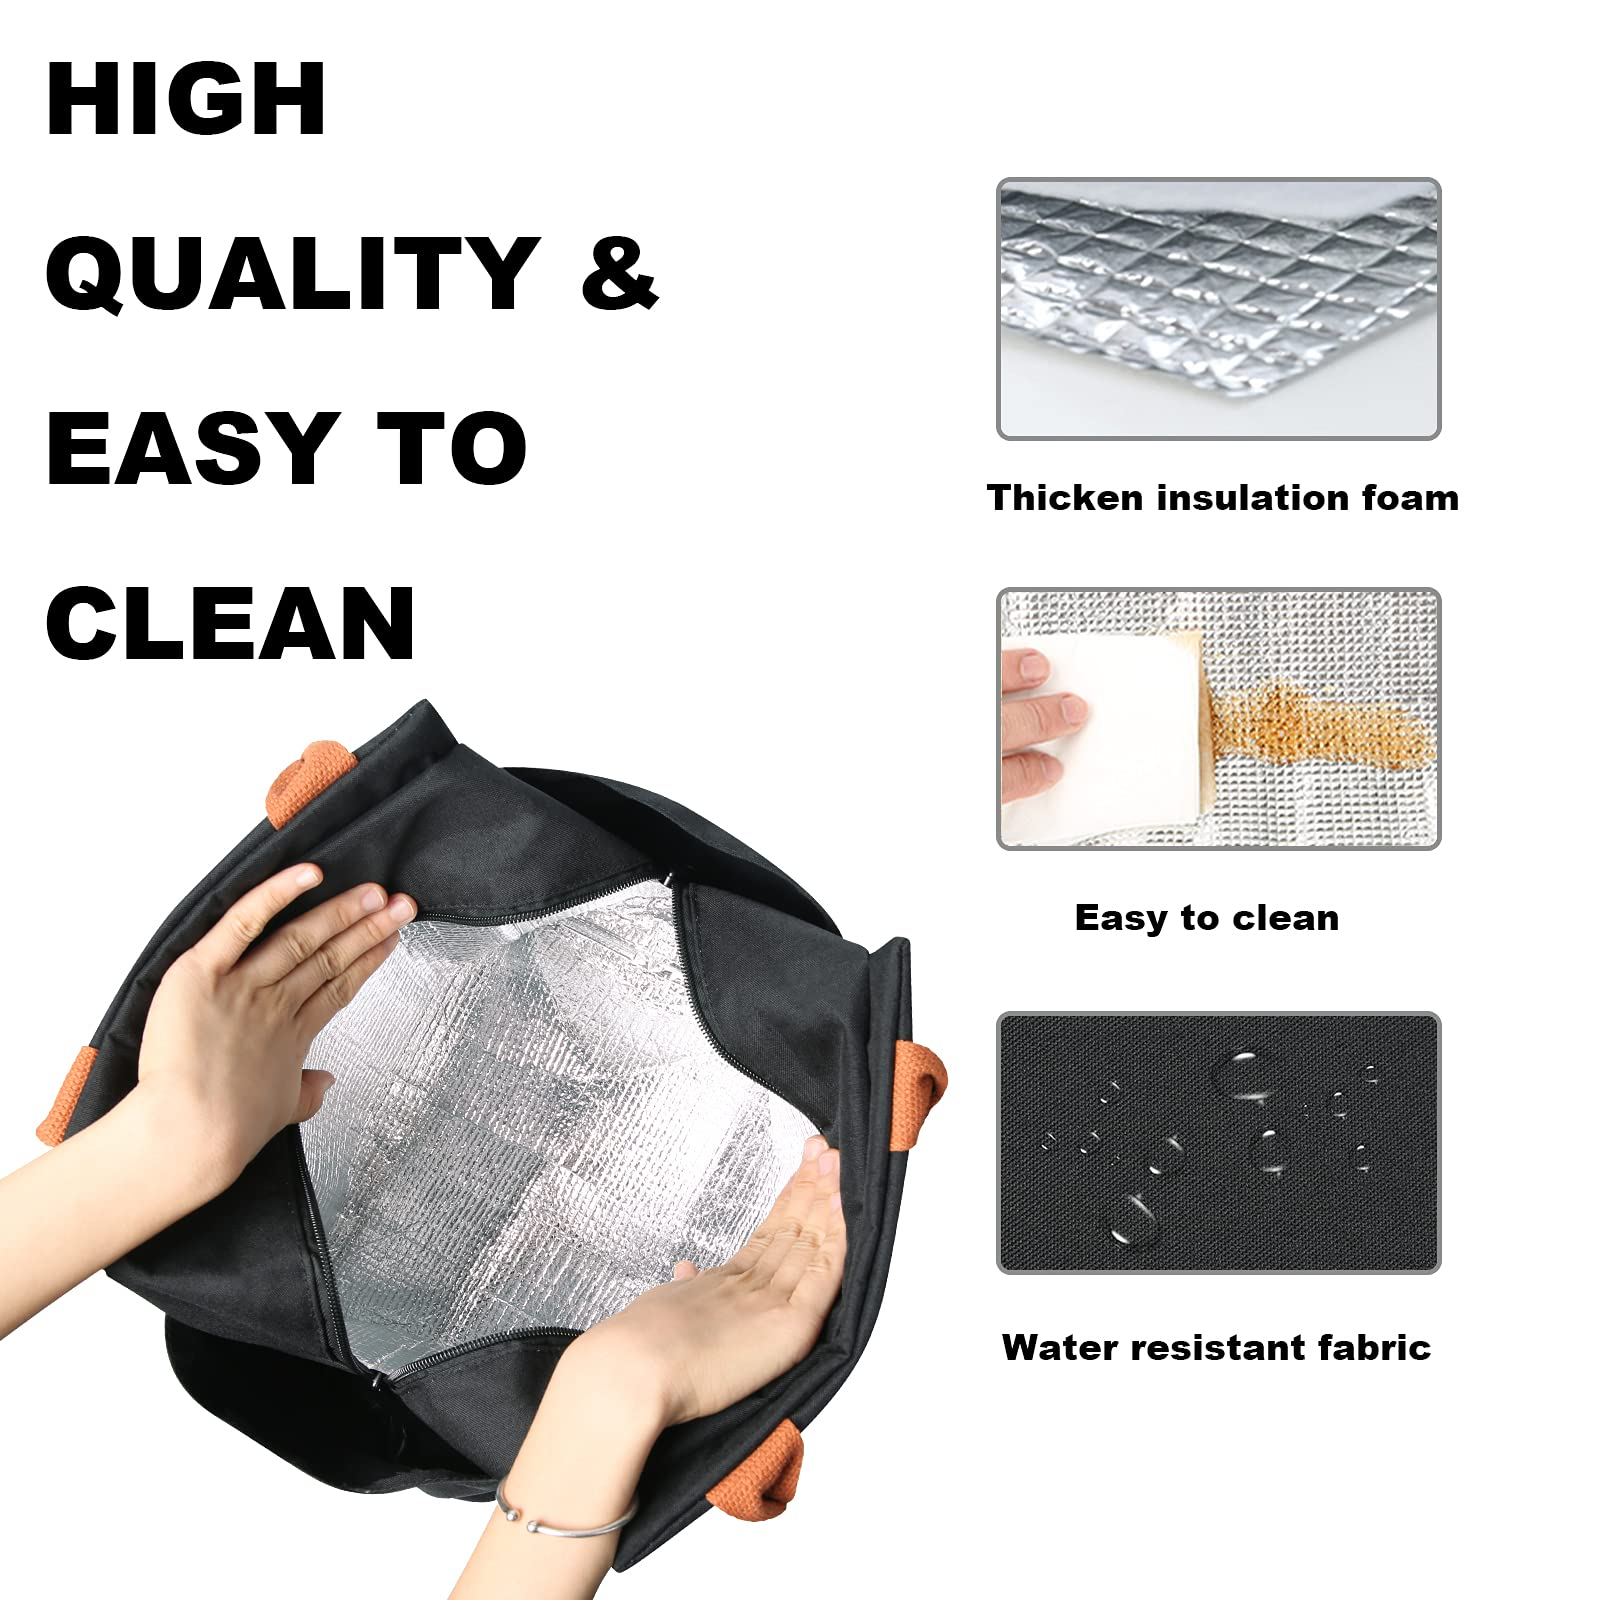 HIGH
QUALITY &
EASY TO
CLEAN
Thicken insulation foam
Easy to clean
Water resistant fabric